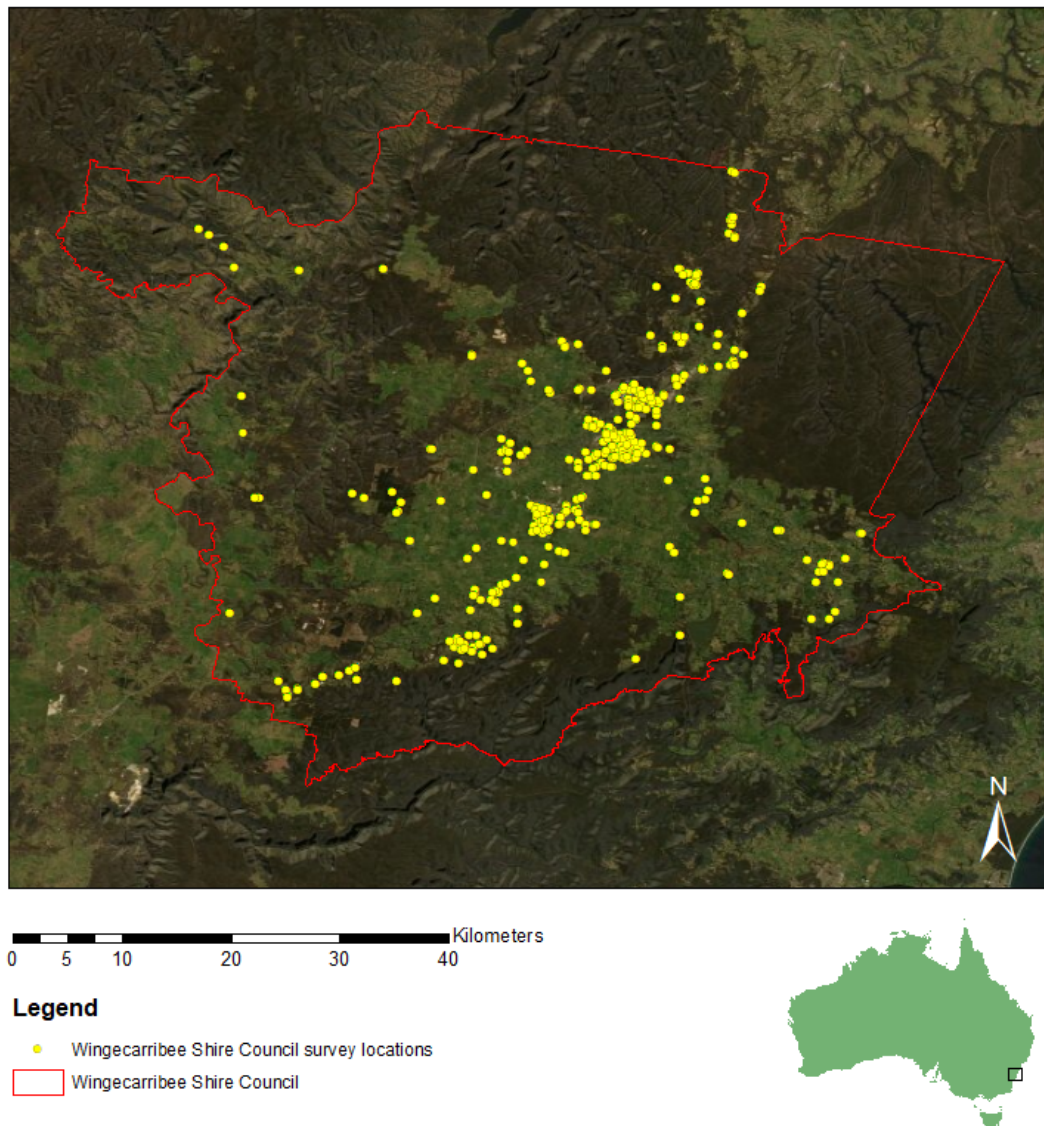 N
Kilometers
0 5 10 20 30 40
Legend
Wingecarribee Shire Council survey locations
Wingecarribee Shire Council